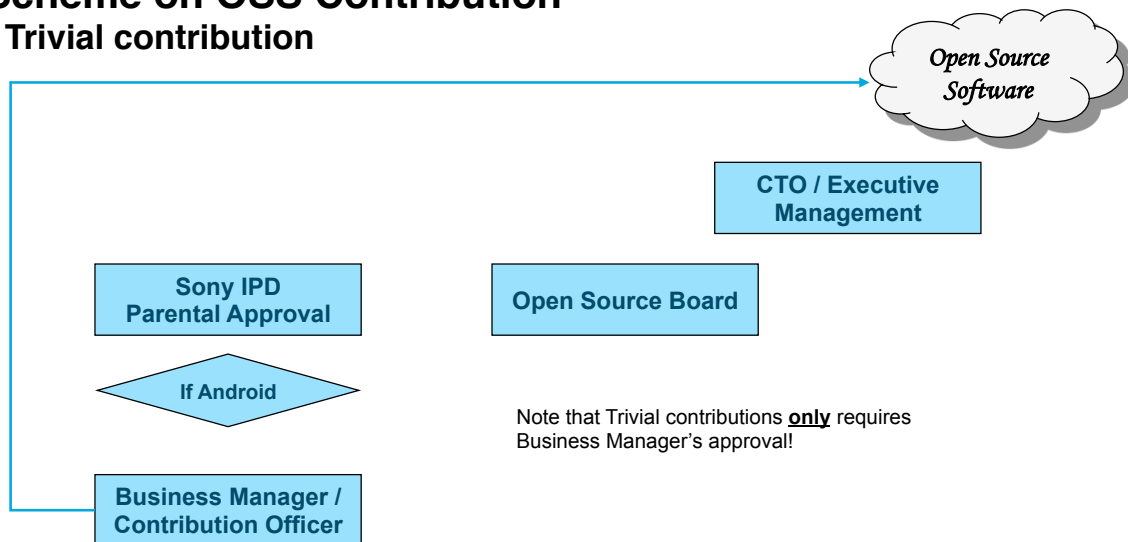 scheme on OSS Contribution
Trivial contribution
Open Source
Software
CTO / Executive
Management
Sony IPD
Parental Approval
Open Source Board
If Android
Note that Trivial contributions only requires
Business Manager’s approval!
Business Manager /
Contribution Officer